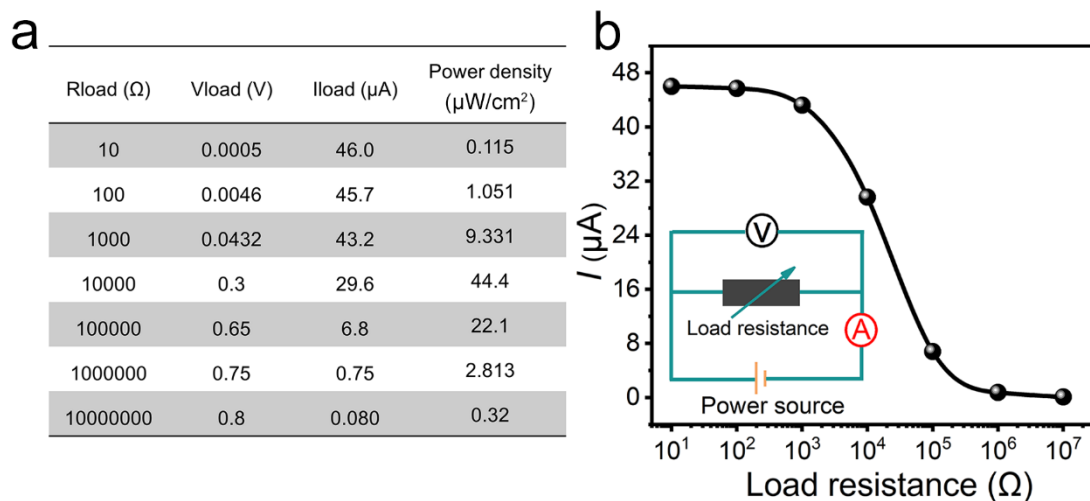 a
Rload (Ω) Vload (V) Iload (μA) Power density
(μW/cm²)
10 0.0005 46.0 0.115
100 0.0046 45.7 1.051
1000 0.0432 43.2 9.331
10000 0.3 29.6 44.4
100000 0.65 6.8 22.1
1000000 0.75 0.75 2.813
10000000 0.8 0.080 0.32
b
I (μA)
48
40
32
24
16
8
0
V
Load resistance
A
Power source
10¹ 10² 10³ 10⁴ 10⁵ 10⁶ 10⁷
Load resistance (Ω)